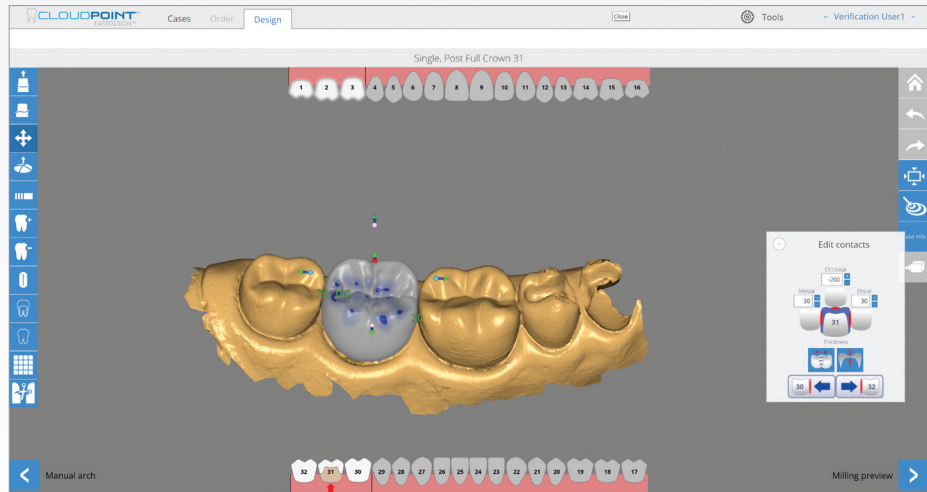 CLOUDPOINT™
FASTDESIGN™
Cases Order Design
Close
Tools
Verification User1
Single, Post Full Crown 31
1 2 3 4 5 6 7 8 9 10 11 12 13 14 15 16
Case Info
Edit contacts
Occlusal
-200
Mesial
Distal
30
30
31
Thickness
30 32
32 31 30 29 28 27 26 25 24 23 22 21 20 19 18 17
Manual arch
Milling preview